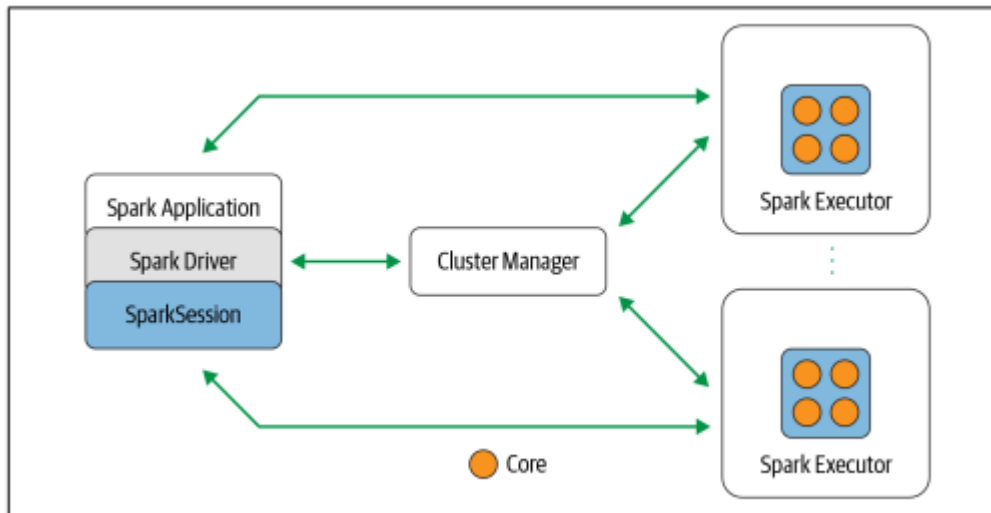 Spark Application
Spark Driver
SparkSession
Cluster Manager
Spark Executor
Spark Executor
Core